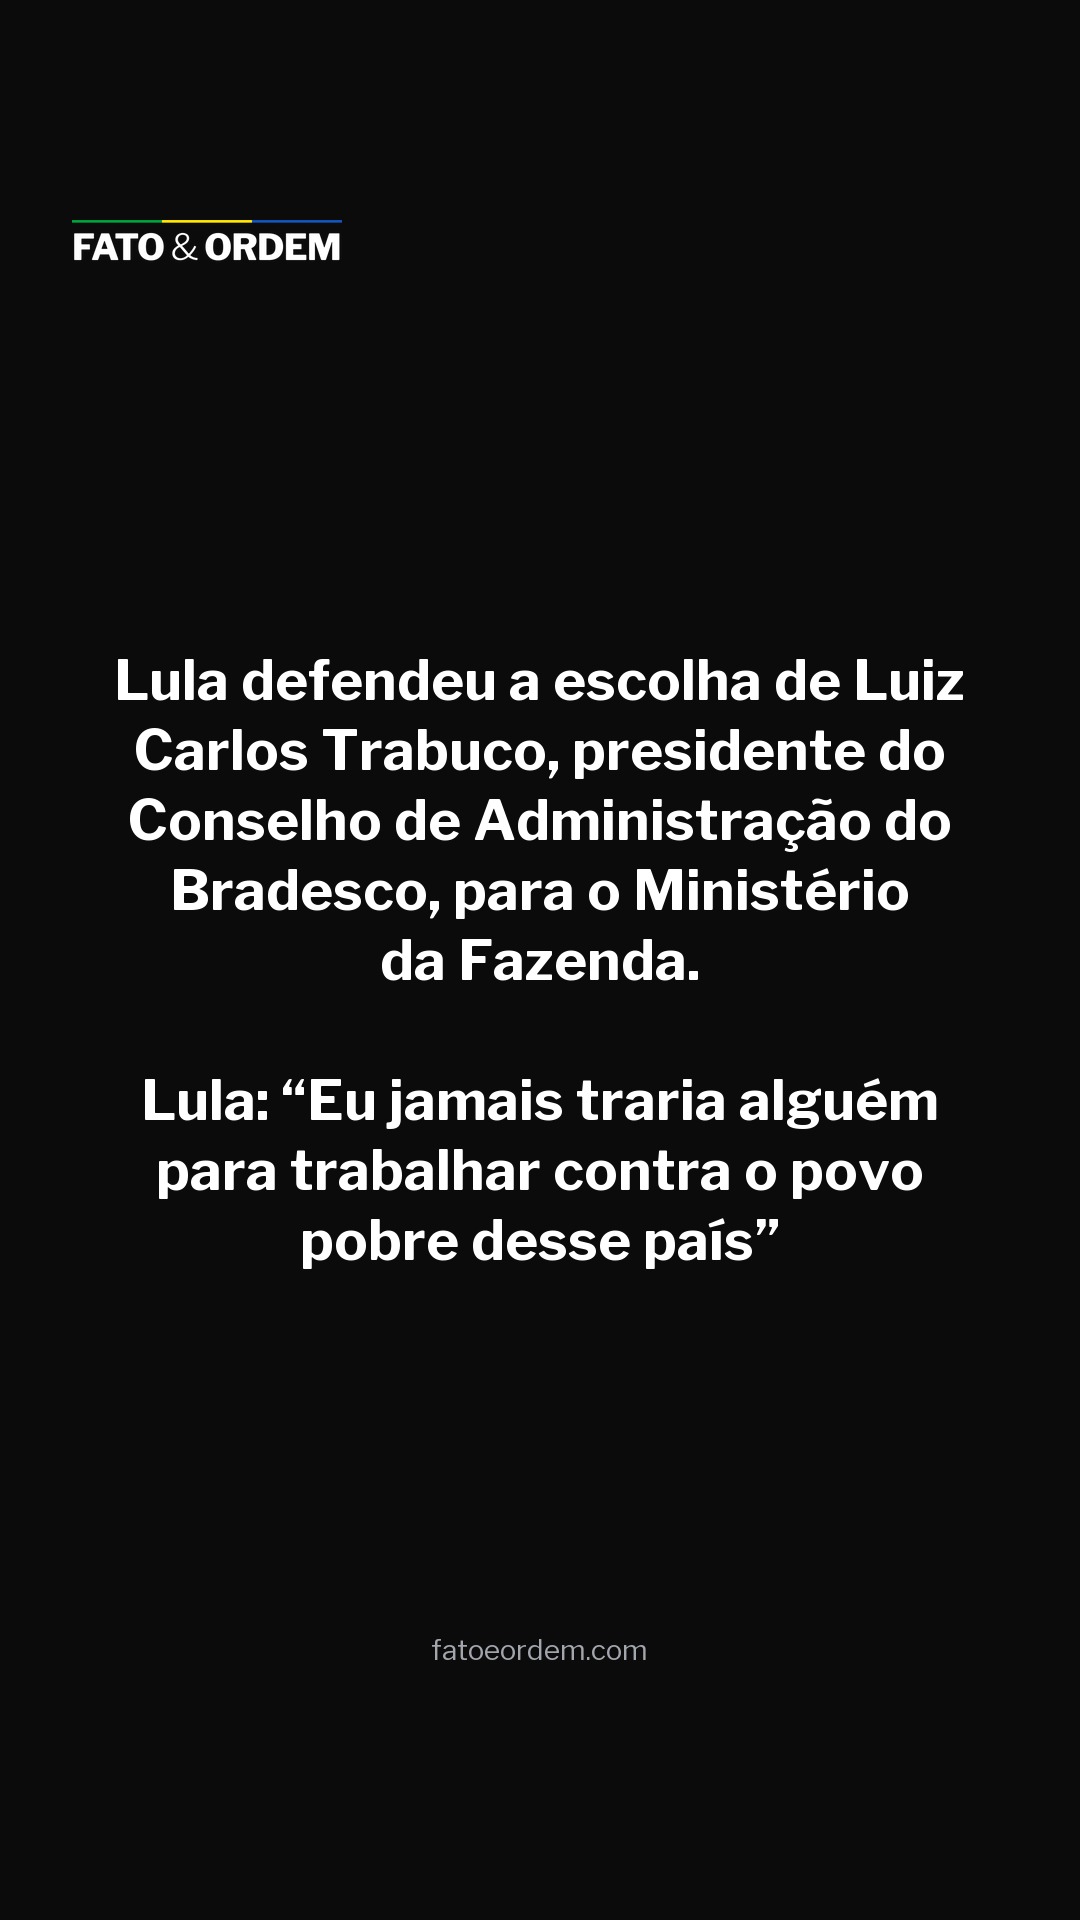 FATO & ORDEM
Lula defendeu a escolha de Luiz
Carlos Trabuco, presidente do
Conselho de Administração do
Bradesco, para o Ministério
da Fazenda.
Lula: “Eu jamais traria alguém
para trabalhar contra o povo
pobre desse país”
fatoeordem.com